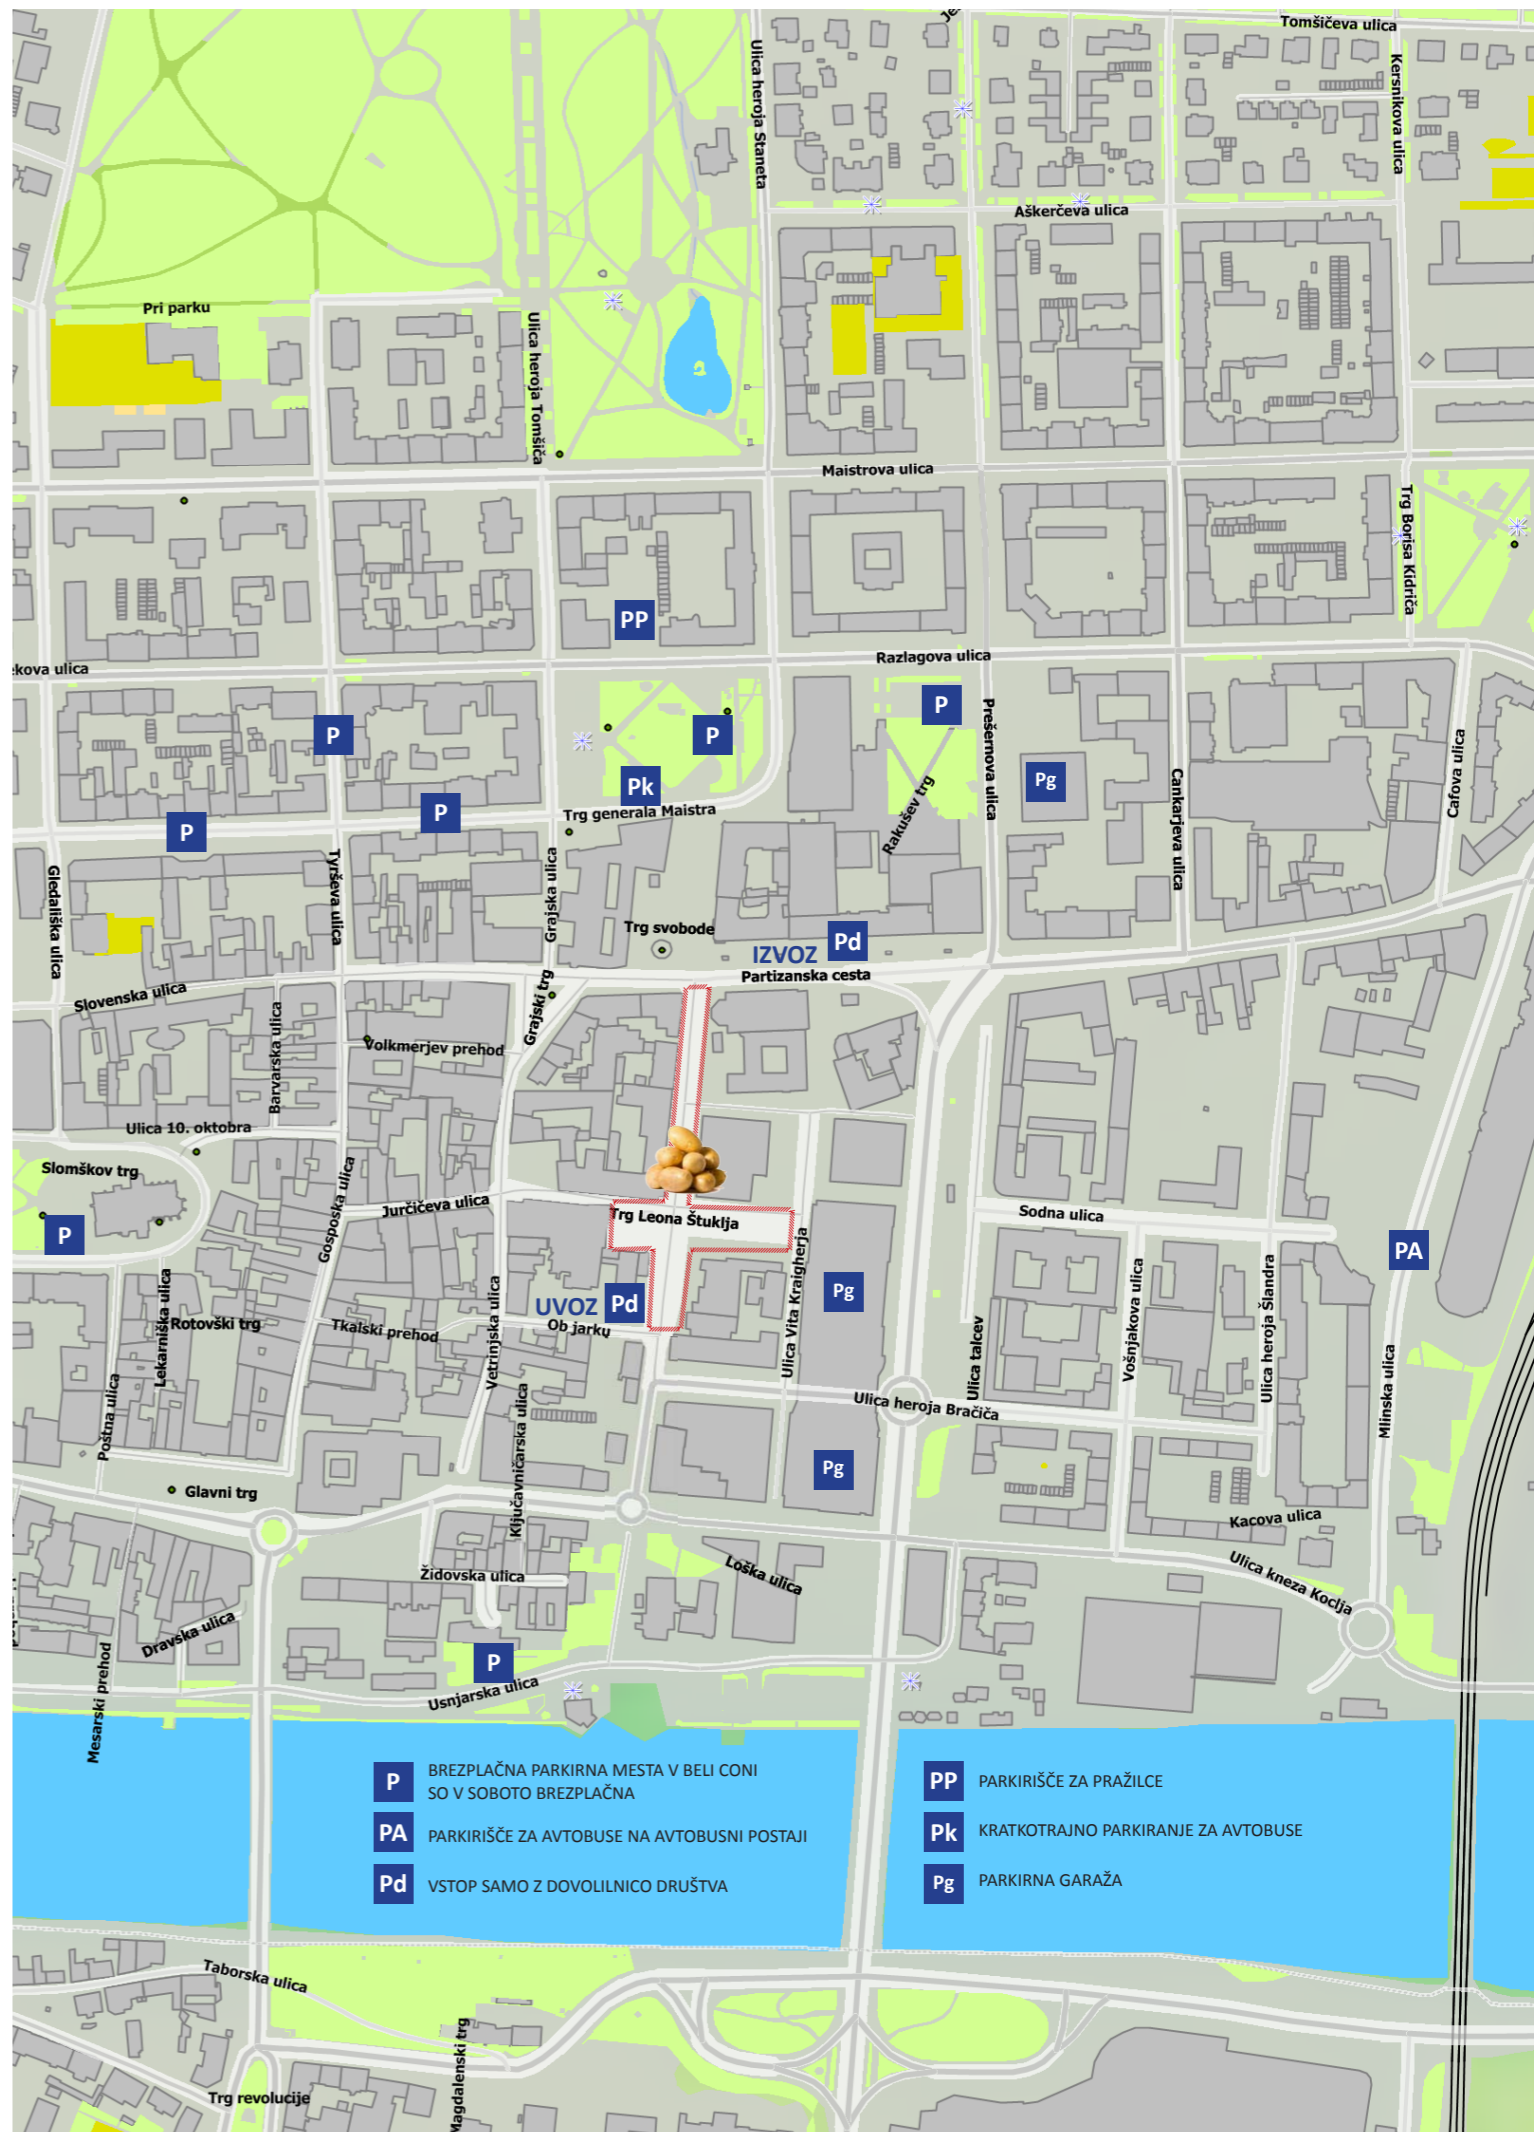 Tomšičeva ulica
Ulica heroja Staneta
Kersnikova ulica
Aškerčeva ulica
Pri parku
Ulica heroja Tomšiča
Maistrova ulica
Trg Borisa Kidriča
PP
Razlagova ulica
ekova ulica
P
P
P
Prešernova ulica
Pk
Pg
Cankarjeva ulica
Cafova ulica
Trg generala Maistra
P
P
Rakušev trg
Gledališka ulica
Tyrševa ulica
Grajska ulica
Trg svobode
IZVOZ
Pd
Partizanska cesta
Slovenska ulica
Grajski trg
Barvarska ulica
Volkmerjev prehod
Ulica 10. oktobra
Slomškov trg
P
Gosposka ulica
Jurčičeva ulica
Trg Leona Štuklja
Sodna ulica
PA
Ulica Vita Kraigherja
Pg
UVOZ
Pd
Ob jarku
Lekarniška ulica
Rotovški trg
Tkalski prehod
Vetrinjska ulica
Ulica talcev
Vošnjakova ulica
Ulica heroja Šlandra
Mlinska ulica
Poštna ulica
Ključavničarska ulica
Ulica heroja Bračiča
Pg
Glavni trg
Kacova ulica
Židovska ulica
Loška ulica
Ulica kneza Koclja
Dravska ulica
Mesarski prehod
P
Usnjarska ulica
P
BREZPLAČNA PARKIRNA MESTA V BELI CONI
SO V SOBOTO BREZPLAČNA
PA
PARKIRIŠČE ZA AVTOBUSE NA AVTOBUSNI POSTAJI
Pd
VSTOP SAMO Z DOVOLILNICO DRUŠTVA
PP
PARKIRIŠČE ZA PRAŽILCE
Pk
KRATKOTRAJNO PARKIRANJE ZA AVTOBUSE
Pg
PARKIRNA GARAŽA
Taborska ulica
Magdalenski trg
Trg revolucije